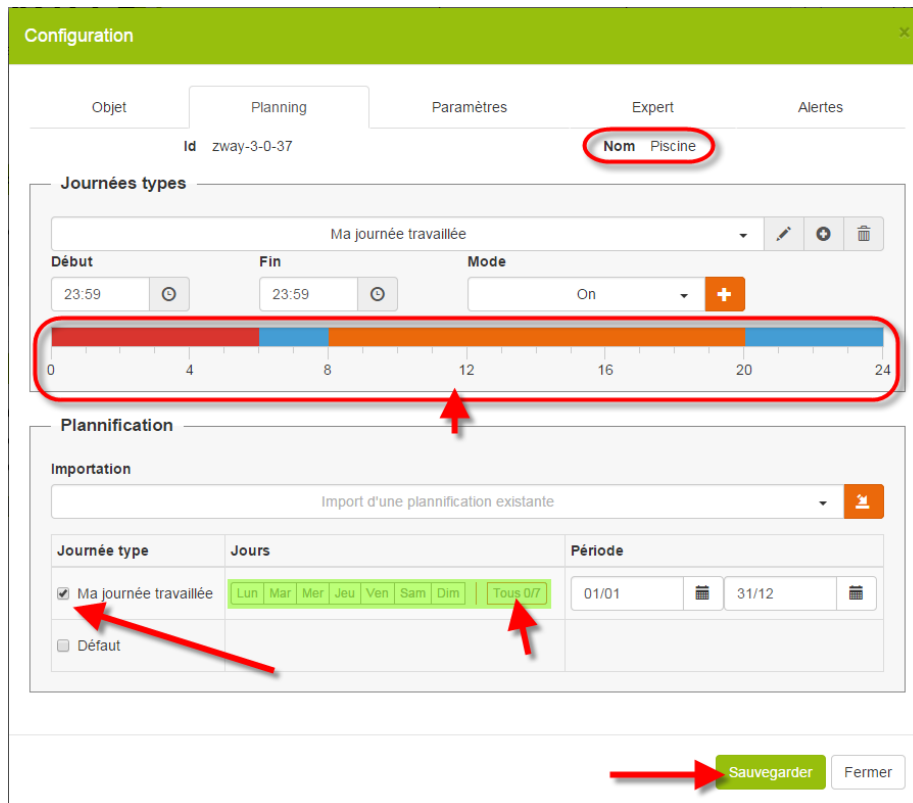 Configuration ×
Objet Planning Paramètres Expert Alertes
Id zway-3-0-37 Nom Piscine
Journées types
Ma journée travaillée
Début Fin Mode
23:59 23:59 On
0 4 8 12 16 20 24
Plannification
Importation
Import d'une plannification existante
Journée type Jours Période
Ma journée travaillée Lun Mar Mer Jeu Ven Sam Dim Tous 0/7 01/01 31/12
Défaut
Sauvegarder Fermer